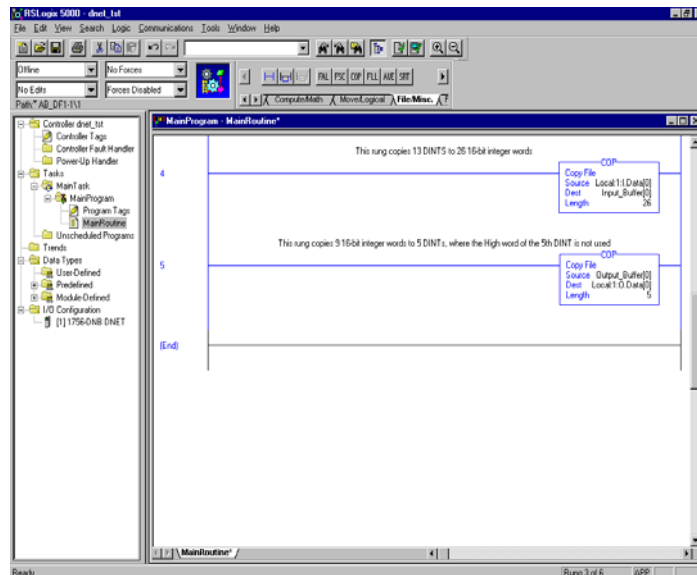 RSLogix 5000 - dnet_tst
File Edit View Search Logic Communications Tools Window Help
Offline No Forces
No Edits Forces Disabled
Path:* AB_DF1-1\1
FAL FSC COP FLL AVE SRT
Compute/Math Move/Logical File/Misc.
Controller dnet_tst
Controller Tags
Controller Fault Handler
Power-Up Handler
Tasks
MainTask
MainProgram
Program Tags
MainRoutine
Unscheduled Programs
Trends
Data Types
User-Defined
Predefined
Module-Defined
I/O Configuration
[1] 1756-DNB DNET
MainProgram - MainRoutine*
This rung copies 13 DINTS to 26 16-bit integer words
4
COP
Copy File
Source Local:1:I.Data[0]
Dest Input_Buffer[0]
Length 26
This rung copies 9 16-bit integer words to 5 DINTs, where the High word of the 5th DINT is not used
5
COP
Copy File
Source Output_Buffer[0]
Dest Local:1:O.Data[0]
Length 5
(End)
MainRoutine*
Ready
Rung 3 of 6 APP